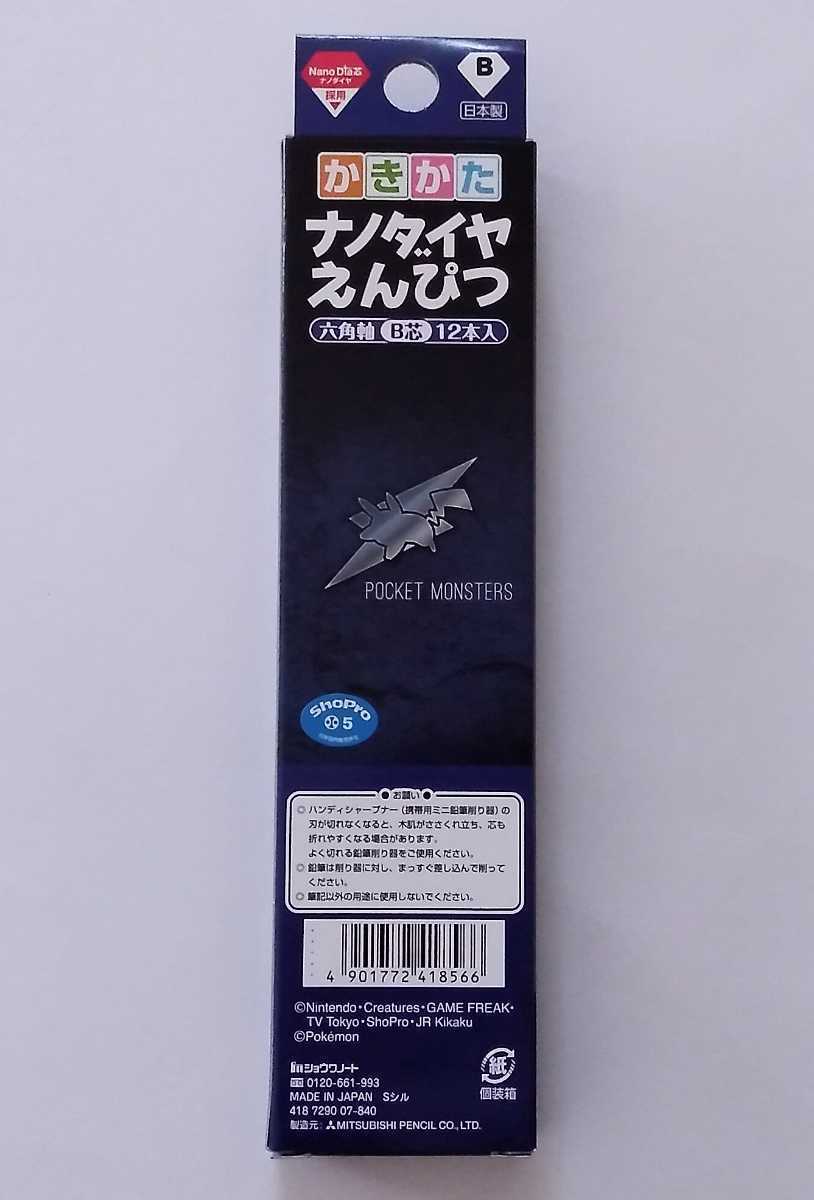 Nano Dia芯
ナノダイヤ
採用
B
日本製
かきかた
ナノダイヤ
えんぴつ
六角軸 B芯 12本入
POCKET MONSTERS
ShoPro
小 5
お願い
◎ハンディシャープナー(携帯用ミニ鉛筆削り器)の
刃が切れなくなると、木肌がささくれ立ち、芯も
折れやすくなる場合があります。
よく切れる鉛筆削り器をご使用ください。
◎鉛筆は削り器に対し、まっすぐ差し込んで削って
ください。
◎筆記以外の用途に使用しないでください。
4 901772 418566
©Nintendo・Creatures・GAME FREAK・
TV Tokyo・ShoPro・JR Kikaku
©Pokémon
ショウワノート
0120-661-993
MADE IN JAPAN Sシル
418 7290 07-840
製造元: MITSUBISHI PENCIL CO., LTD.
紙
個装箱